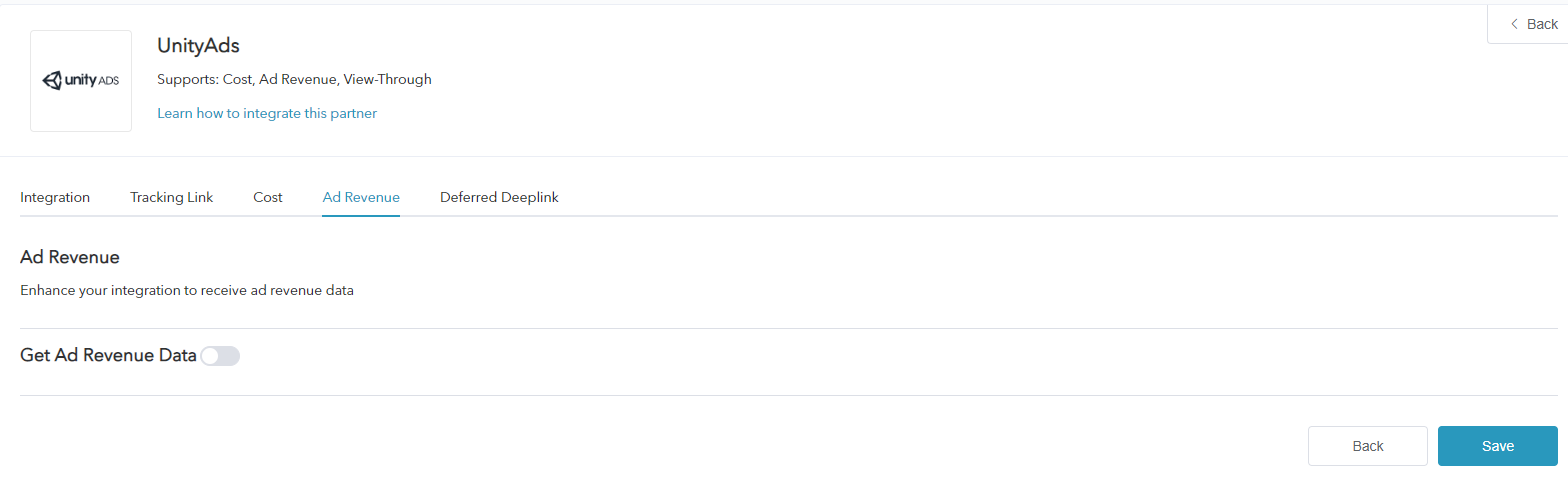 Back
unity ADS
UnityAds
Supports: Cost, Ad Revenue, View-Through
Learn how to integrate this partner
Integration Tracking Link Cost Ad Revenue Deferred Deeplink
Ad Revenue
Enhance your integration to receive ad revenue data
Get Ad Revenue Data
Back Save